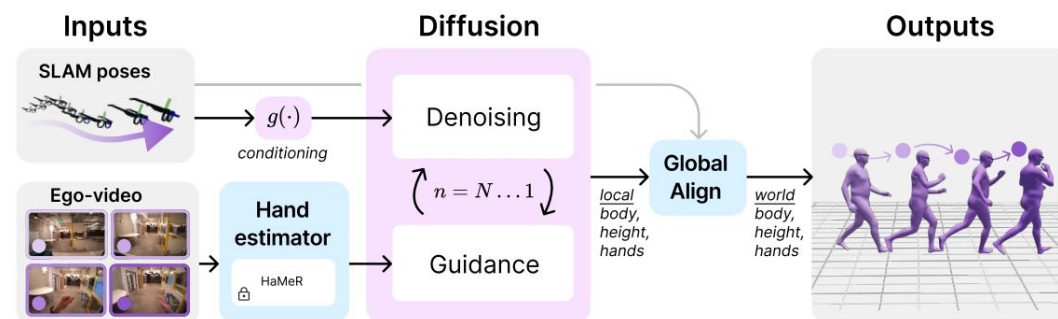 Inputs
Diffusion
Outputs
SLAM poses
g(·)
conditioning
Denoising
n = N . . . 1
Guidance
Ego-video
Hand
estimator
HaMeR
local
body,
height,
hands
Global
Align
world
body,
height,
hands